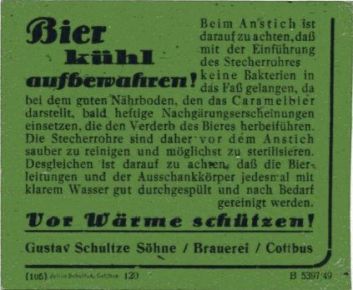 Bier
kühl
aufbewahren!
Beim Anstich ist
darauf zu achten, daß
mit der Einführung
des Stecherrohres
keine Bakterien in
das Faß gelangen, da
bei dem guten Nährboden, den das Caramelbier
darstellt, bald heftige Nachgärungserscheinungen
einsetzen, die den Verderb des Bieres herbeiführen.
Die Stecherrohre sind daher vor dem Anstich
sauber zu reinigen und möglichst zu sterilisieren.
Desgleichen ist darauf zu achten, daß die Bier-
leitungen und der Ausschankkörper jedesmal mit
klarem Wasser gut durchgespült und nach Bedarf
gereinigt werden.
Vor Wärme schützen!
Gustav Schultze Söhne / Brauerei / Cottbus
(105) Cottbus 120
B 5397/49